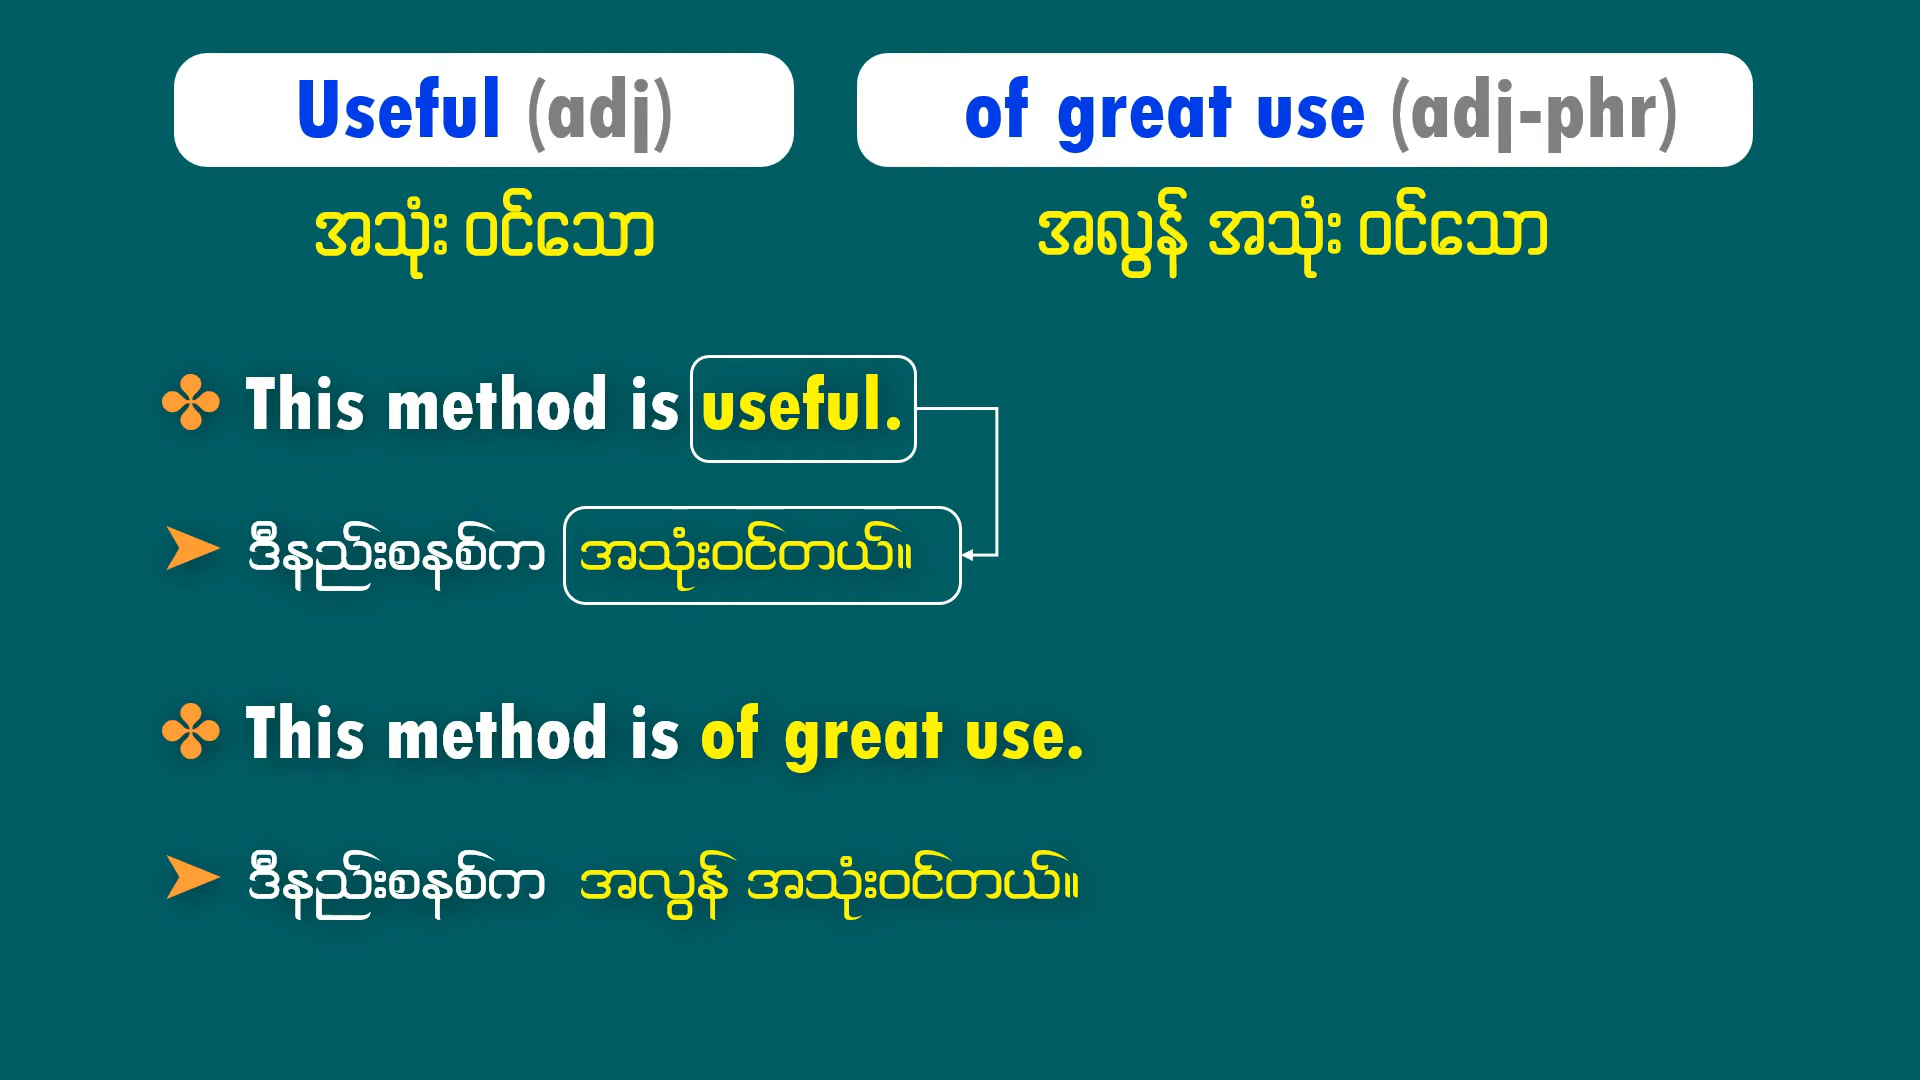 Useful (adj)
of great use (adj-phr)
အသုံး ဝင်သော
အလွန် အသုံး ဝင်သော
This method is useful.
ဒီနည်းစနစ်က အသုံးဝင်တယ်။
This method is of great use.
ဒီနည်းစနစ်က အလွန် အသုံးဝင်တယ်။